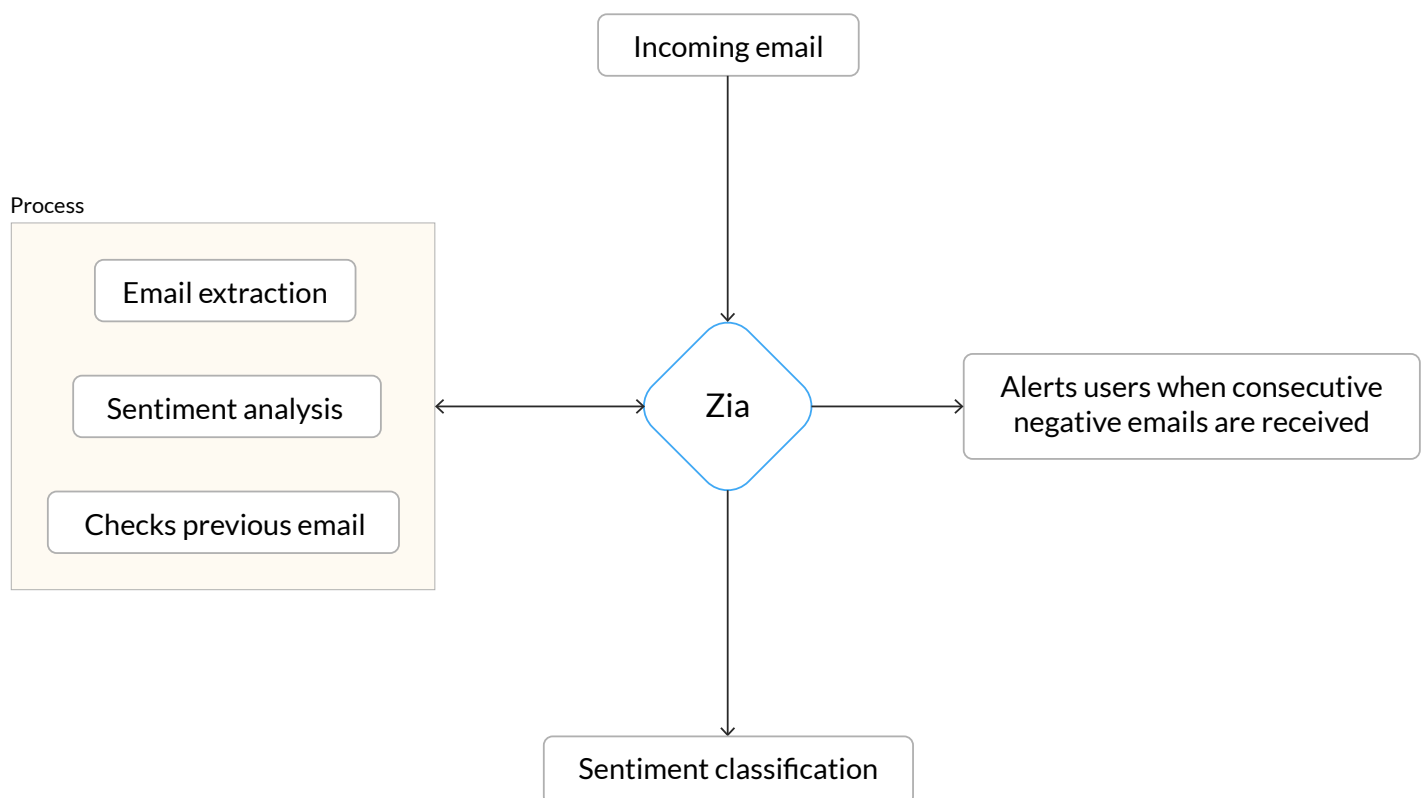 Incoming email
Process
Email extraction
Sentiment analysis
Checks previous email
Zia
Alerts users when consecutive
negative emails are received
Sentiment classification